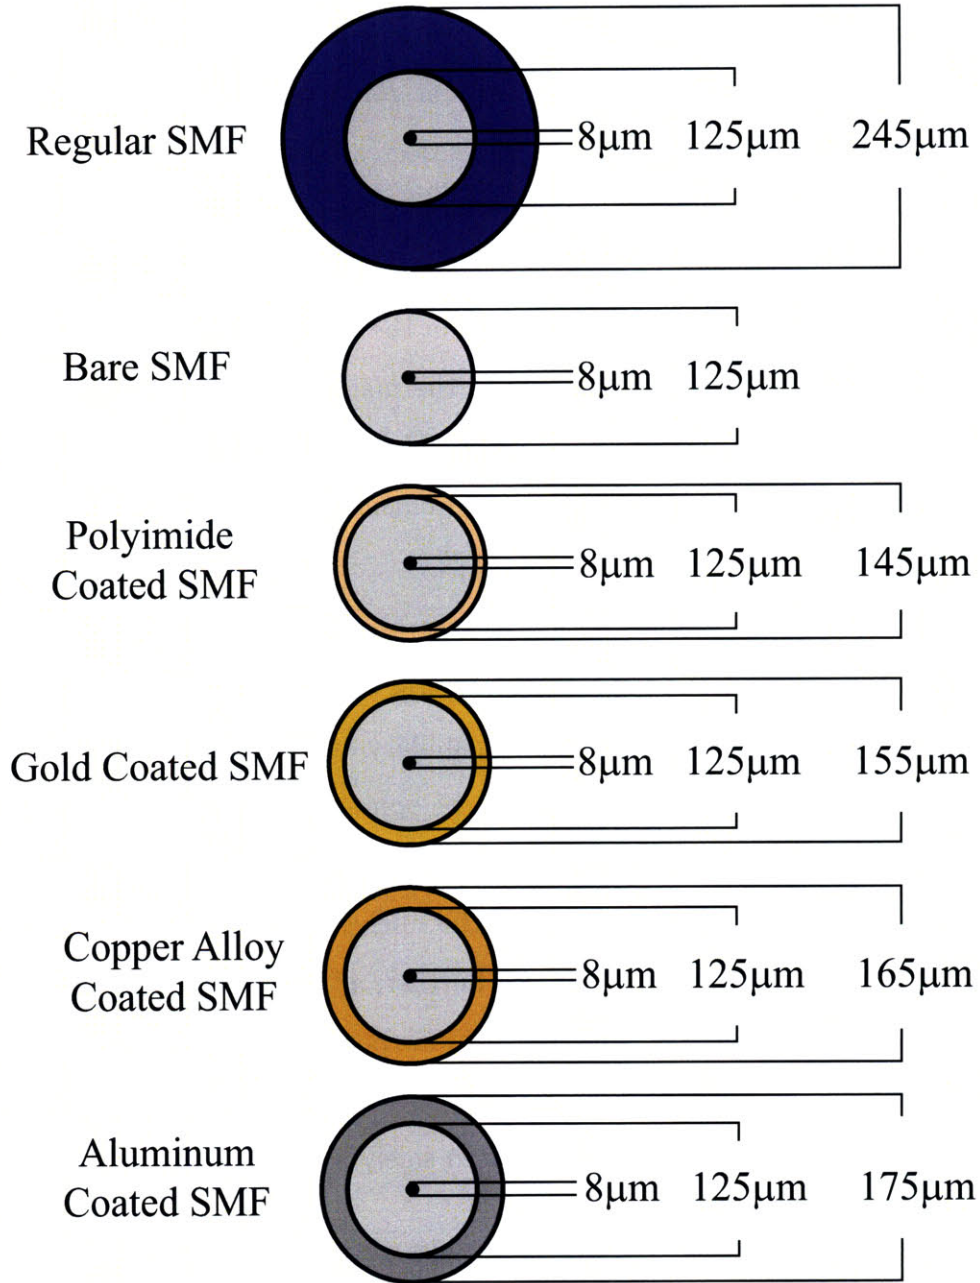 Regular SMF
8μm 125μm 245μm
Bare SMF
8μm 125μm
Polyimide
Coated SMF
8μm 125μm 145μm
Gold Coated SMF
8μm 125μm 155μm
Copper Alloy
Coated SMF
8μm 125μm 165μm
Aluminum
Coated SMF
8μm 125μm 175μm